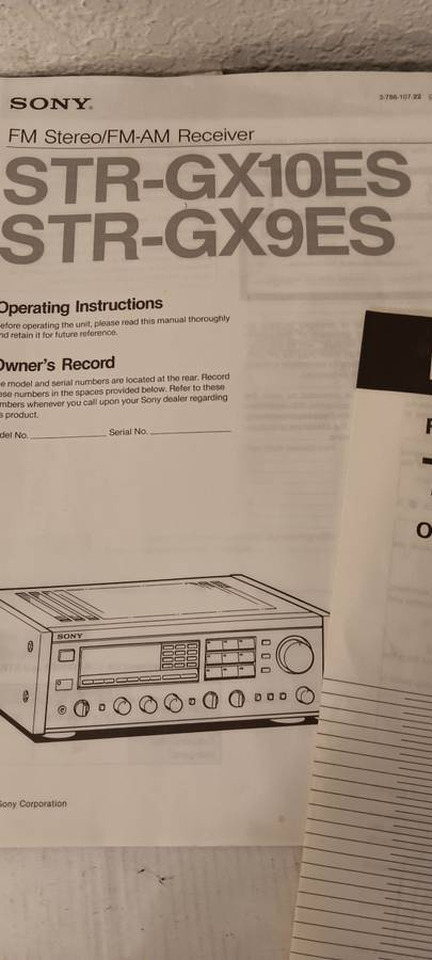 SONY®
3-786-107-22
FM Stereo/FM-AM Receiver
STR-GX10ES
STR-GX9ES
Operating Instructions
efore operating the unit, please read this manual thoroughly
nd retain it for future reference.
Owner's Record
e model and serial numbers are located at the rear. Record
ese numbers in the spaces provided below. Refer to these
mbers whenever you call upon your Sony dealer regarding
s product.
del No. Serial No.
SONY
Sony Corporation
O